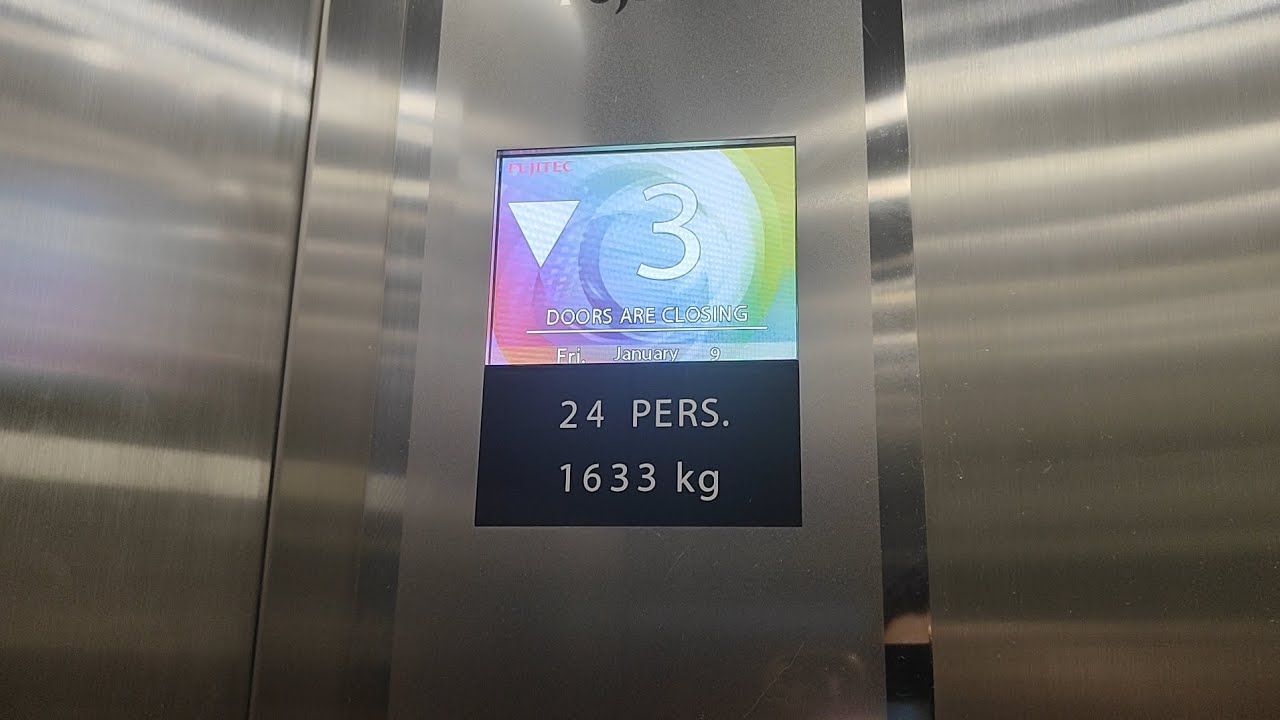 FUJITEC
3
DOORS ARE CLOSING
Fri. January 9
24 PERS.
1633 kg